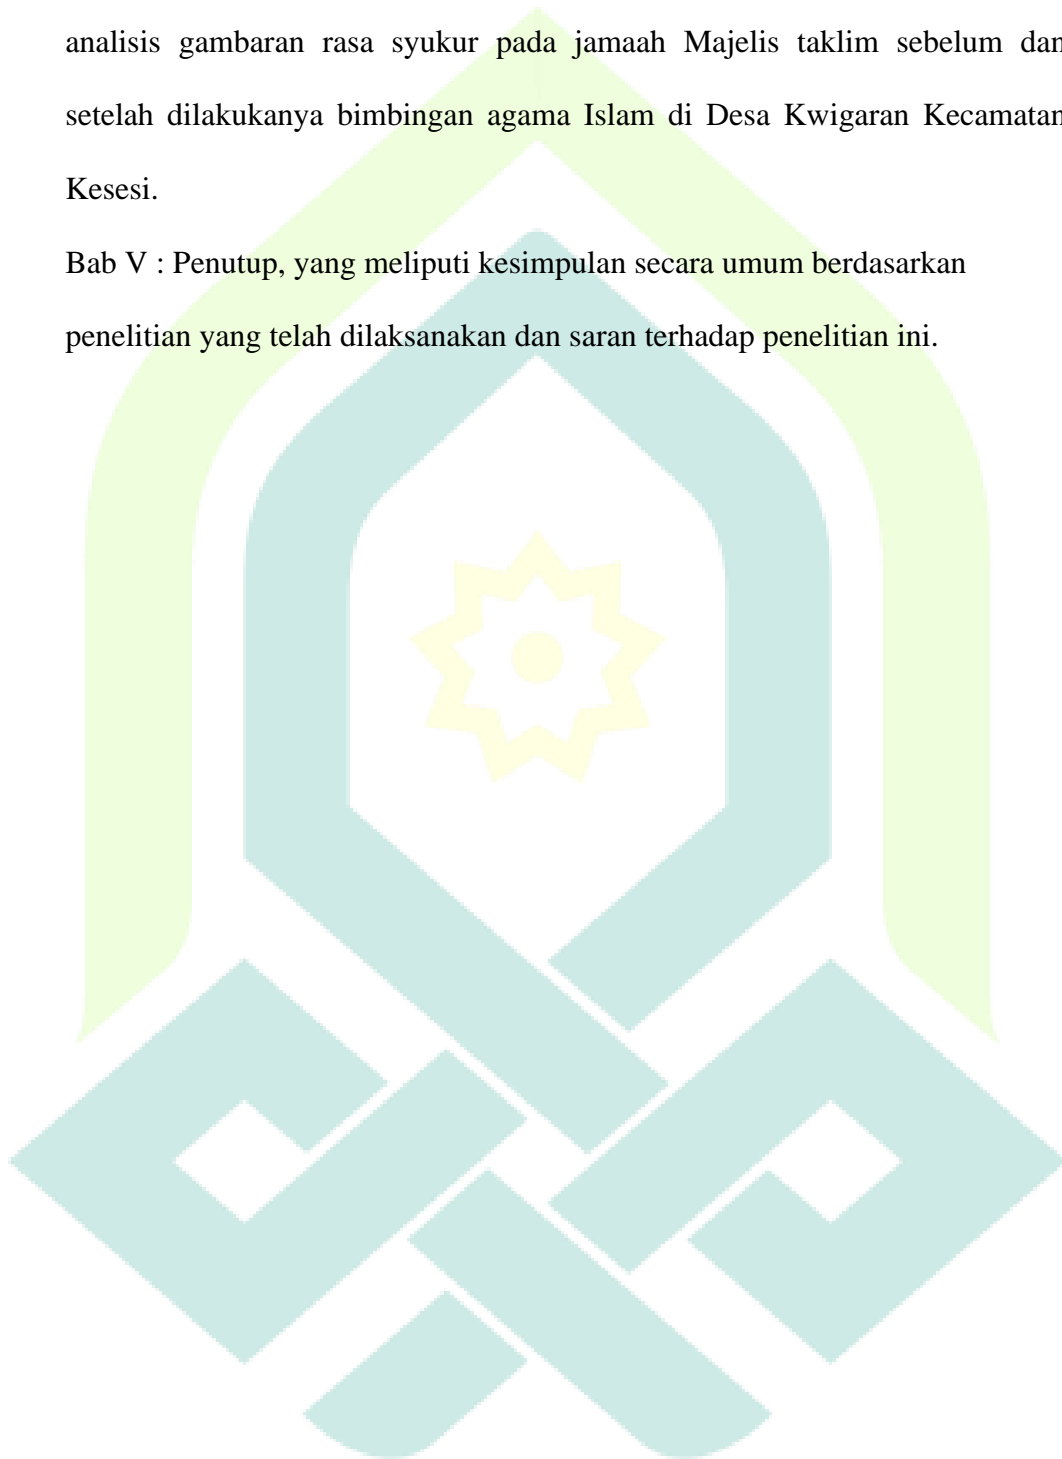 analisis gambaran rasa syukur pada jamaah Majelis taklim sebelum dan
setelah dilakukanya bimbingan agama Islam di Desa Kwigaran Kecamatan
Kesesi.
Bab V : Penutup, yang meliputi kesimpulan secara umum berdasarkan
penelitian yang telah dilaksanakan dan saran terhadap penelitian ini.